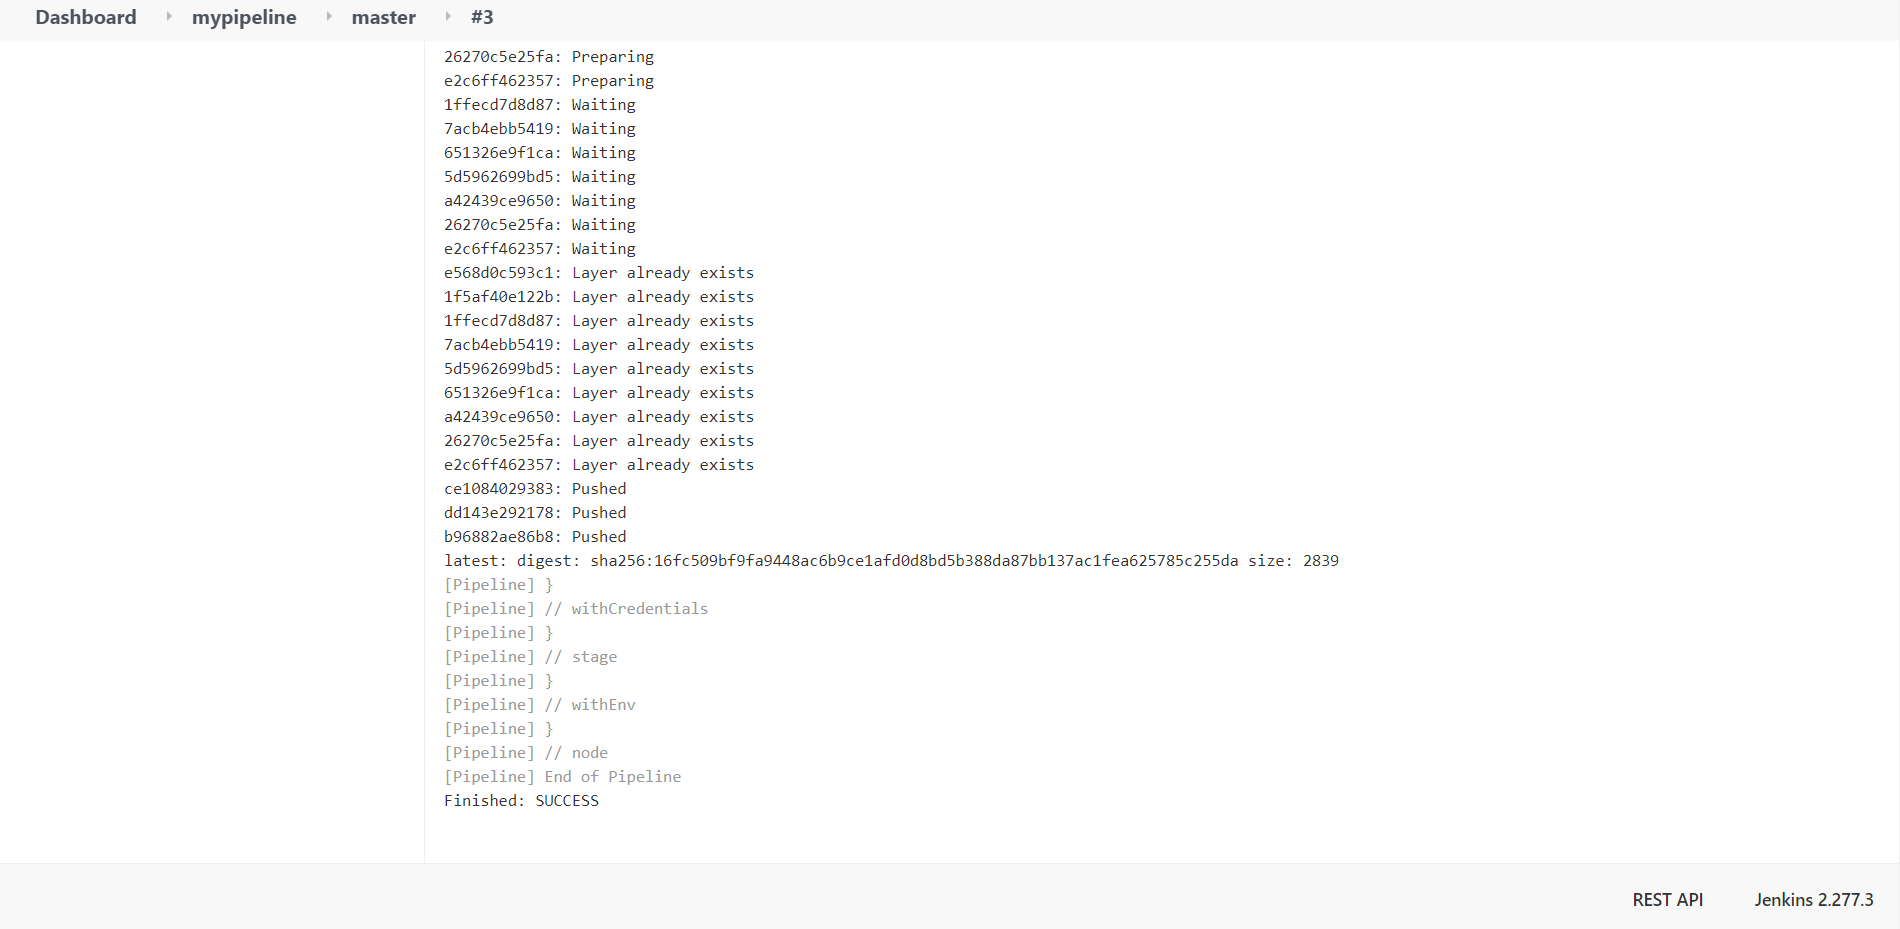 Dashboard mypipeline master #3
26270c5e25fa: Preparing
e2c6ff462357: Preparing
1ffecd7d8d87: Waiting
7acb4ebb5419: Waiting
651326e9f1ca: Waiting
5d5962699bd5: Waiting
a42439ce9650: Waiting
26270c5e25fa: Waiting
e2c6ff462357: Waiting
e568d0c593c1: Layer already exists
1f5af40e122b: Layer already exists
1ffecd7d8d87: Layer already exists
7acb4ebb5419: Layer already exists
5d5962699bd5: Layer already exists
651326e9f1ca: Layer already exists
a42439ce9650: Layer already exists
26270c5e25fa: Layer already exists
e2c6ff462357: Layer already exists
ce1084029383: Pushed
dd143e292178: Pushed
b96882ae86b8: Pushed
latest: digest: sha256:16fc509bf9fa9448ac6b9ce1afd0d8bd5b388da87bb137ac1fea625785c255da size: 2839
[Pipeline] }
[Pipeline] // withCredentials
[Pipeline] }
[Pipeline] // stage
[Pipeline] }
[Pipeline] // withEnv
[Pipeline] }
[Pipeline] // node
[Pipeline] End of Pipeline
Finished: SUCCESS
REST API Jenkins 2.277.3